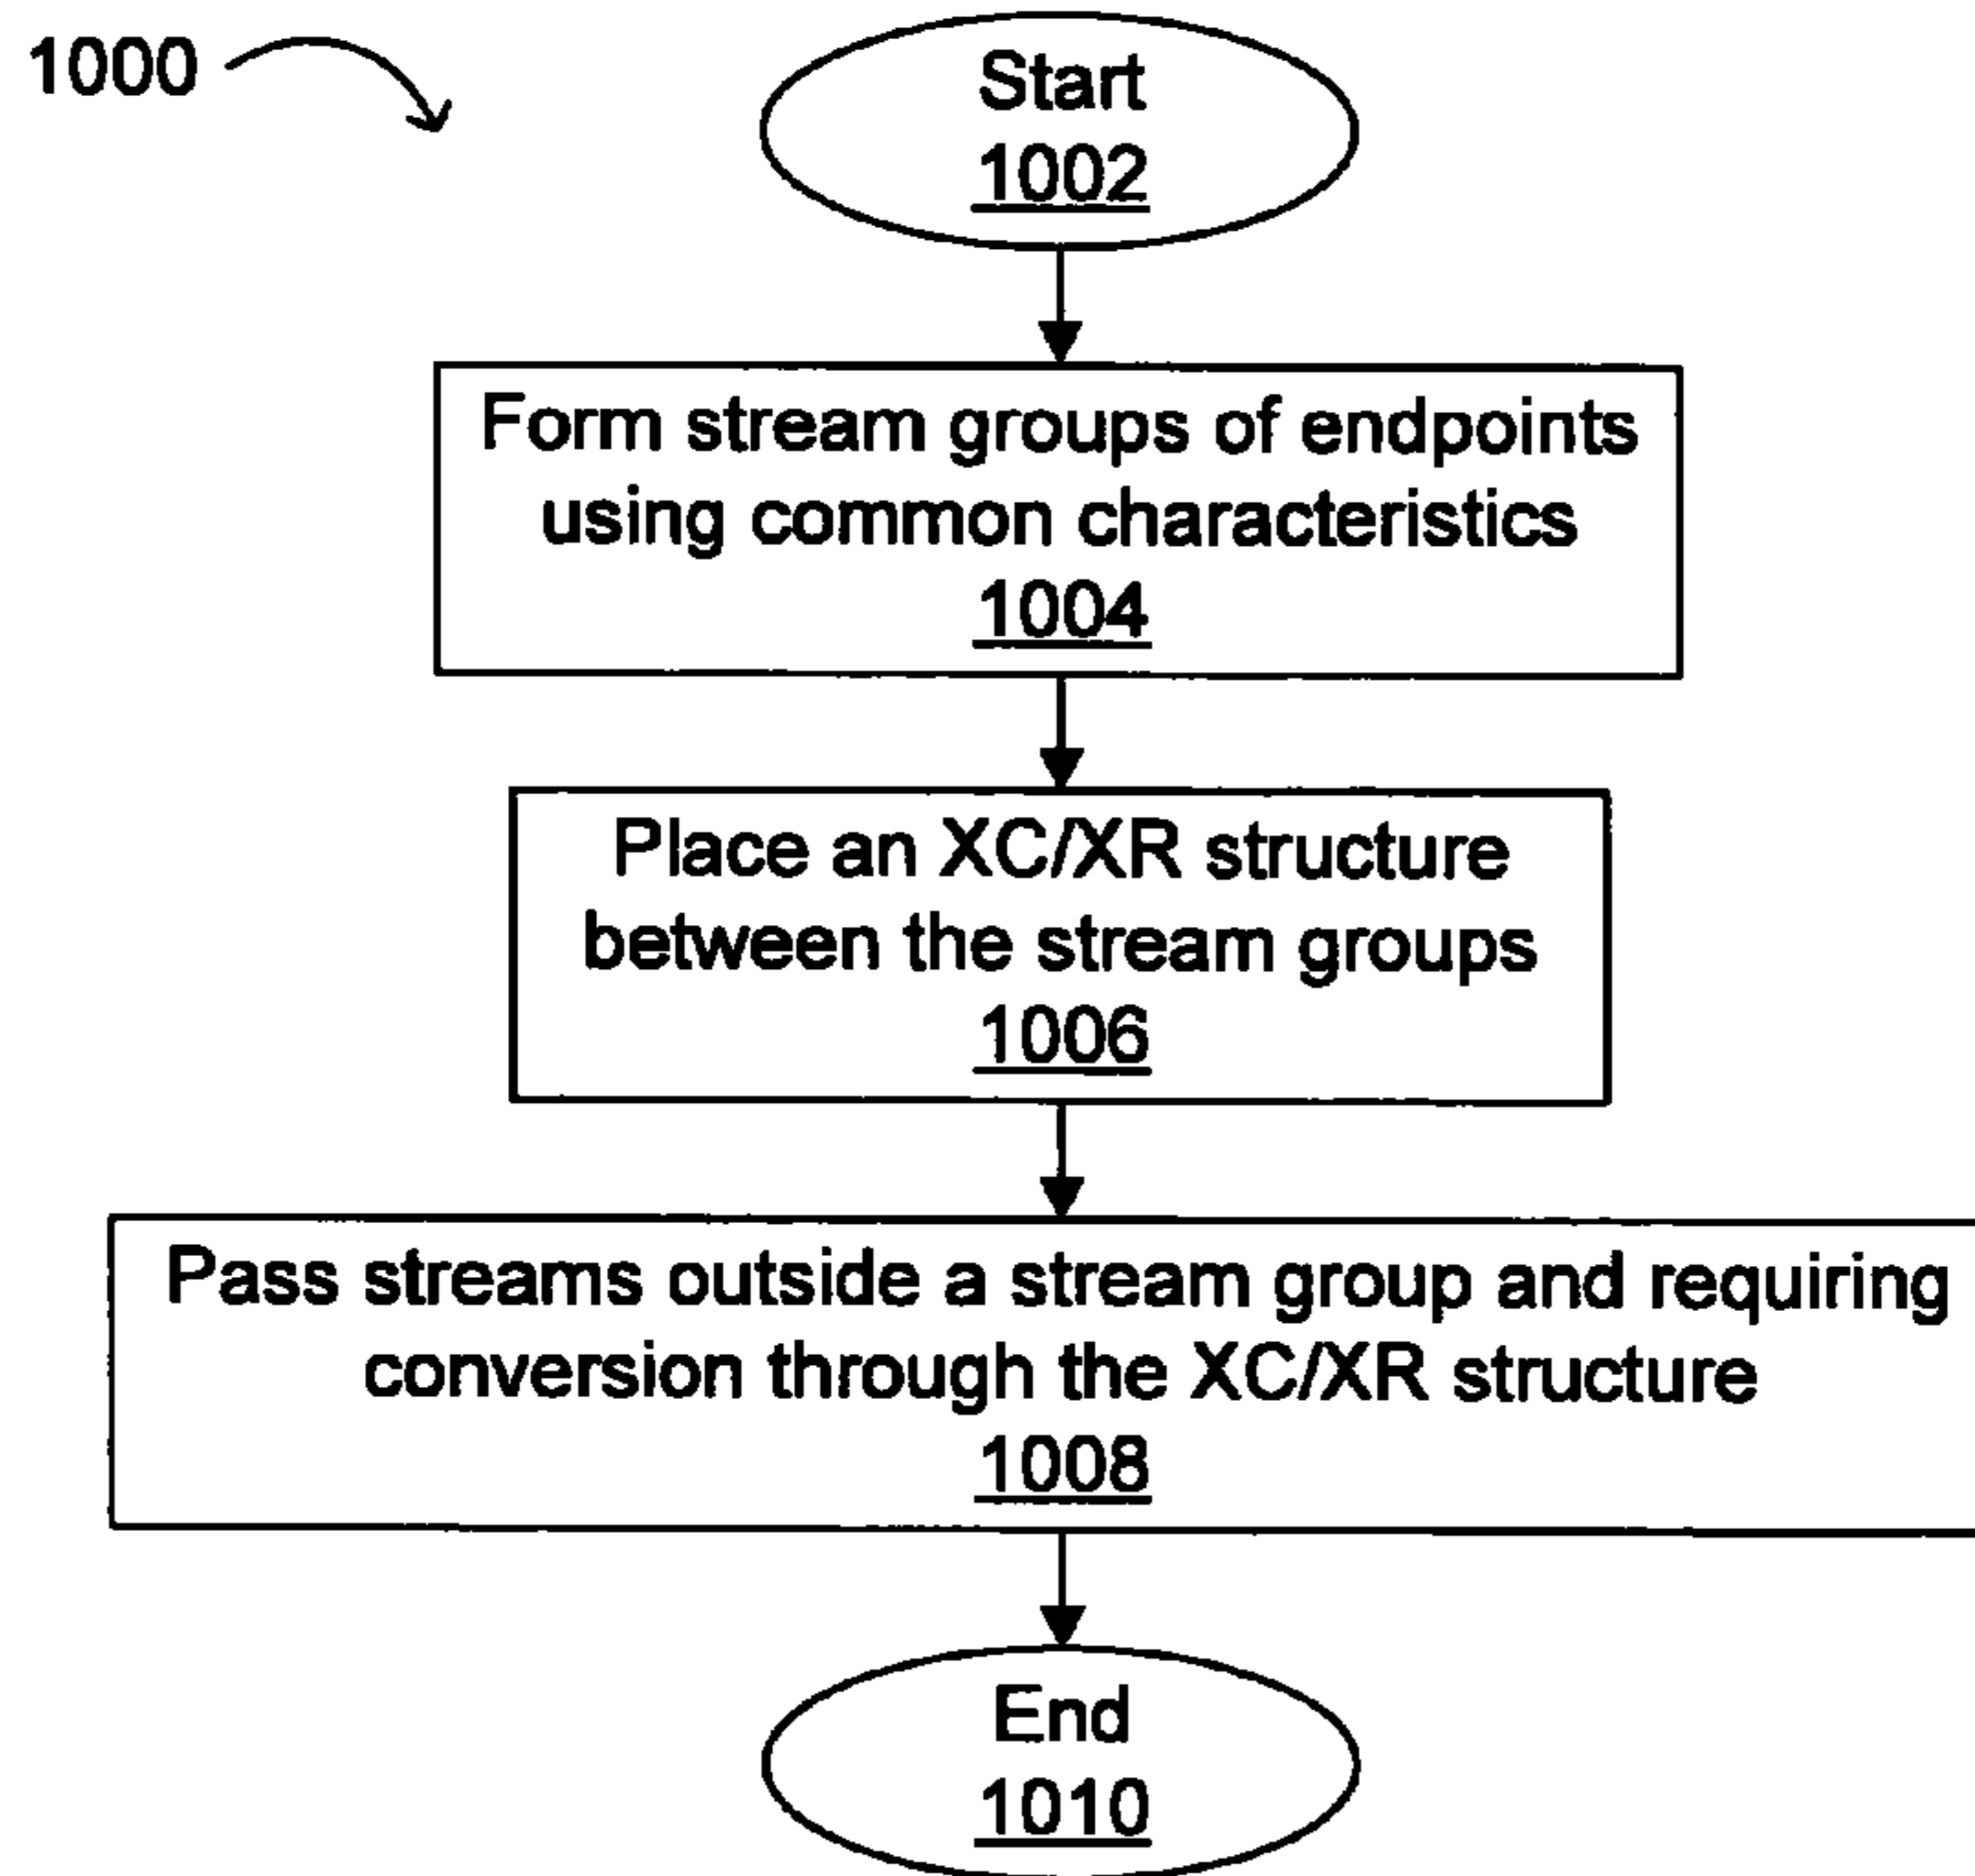 1000
Start
1002
Form stream groups of endpoints
using common characteristics
1004
Place an XC/XR structure
between the stream groups
1006
Pass streams outside a stream group and requiring
conversion through the XC/XR structure
1008
End
1010